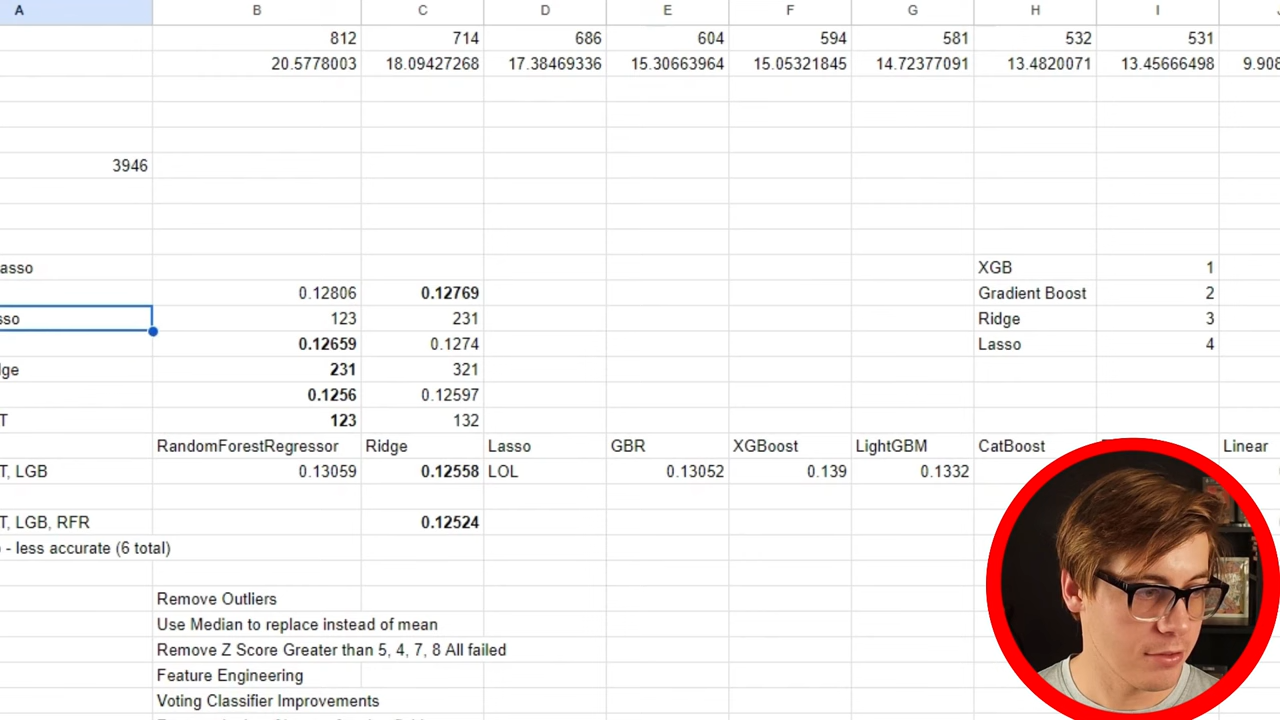 A B C D E F G H I
812 714 686 604 594 581 532 531
20.5778003 18.09427268 17.38469336 15.30663964 15.05321845 14.72377091 13.4820071 13.45666498 9.908
3946
asso XGB 1
0.12806 0.12769 Gradient Boost 2
sso 123 231 Ridge 3
0.12659 0.1274 Lasso 4
lge 231 321
0.1256 0.12597
T 123 132
RandomForestRegressor Ridge Lasso GBR XGBoost LightGBM CatBoost Linear
T, LGB 0.13059 0.12558 LOL 0.13052 0.139 0.1332
T, LGB, RFR 0.12524
- less accurate (6 total)
Remove Outliers
Use Median to replace instead of mean
Remove Z Score Greater than 5, 4, 7, 8 All failed
Feature Engineering
Voting Classifier Improvements